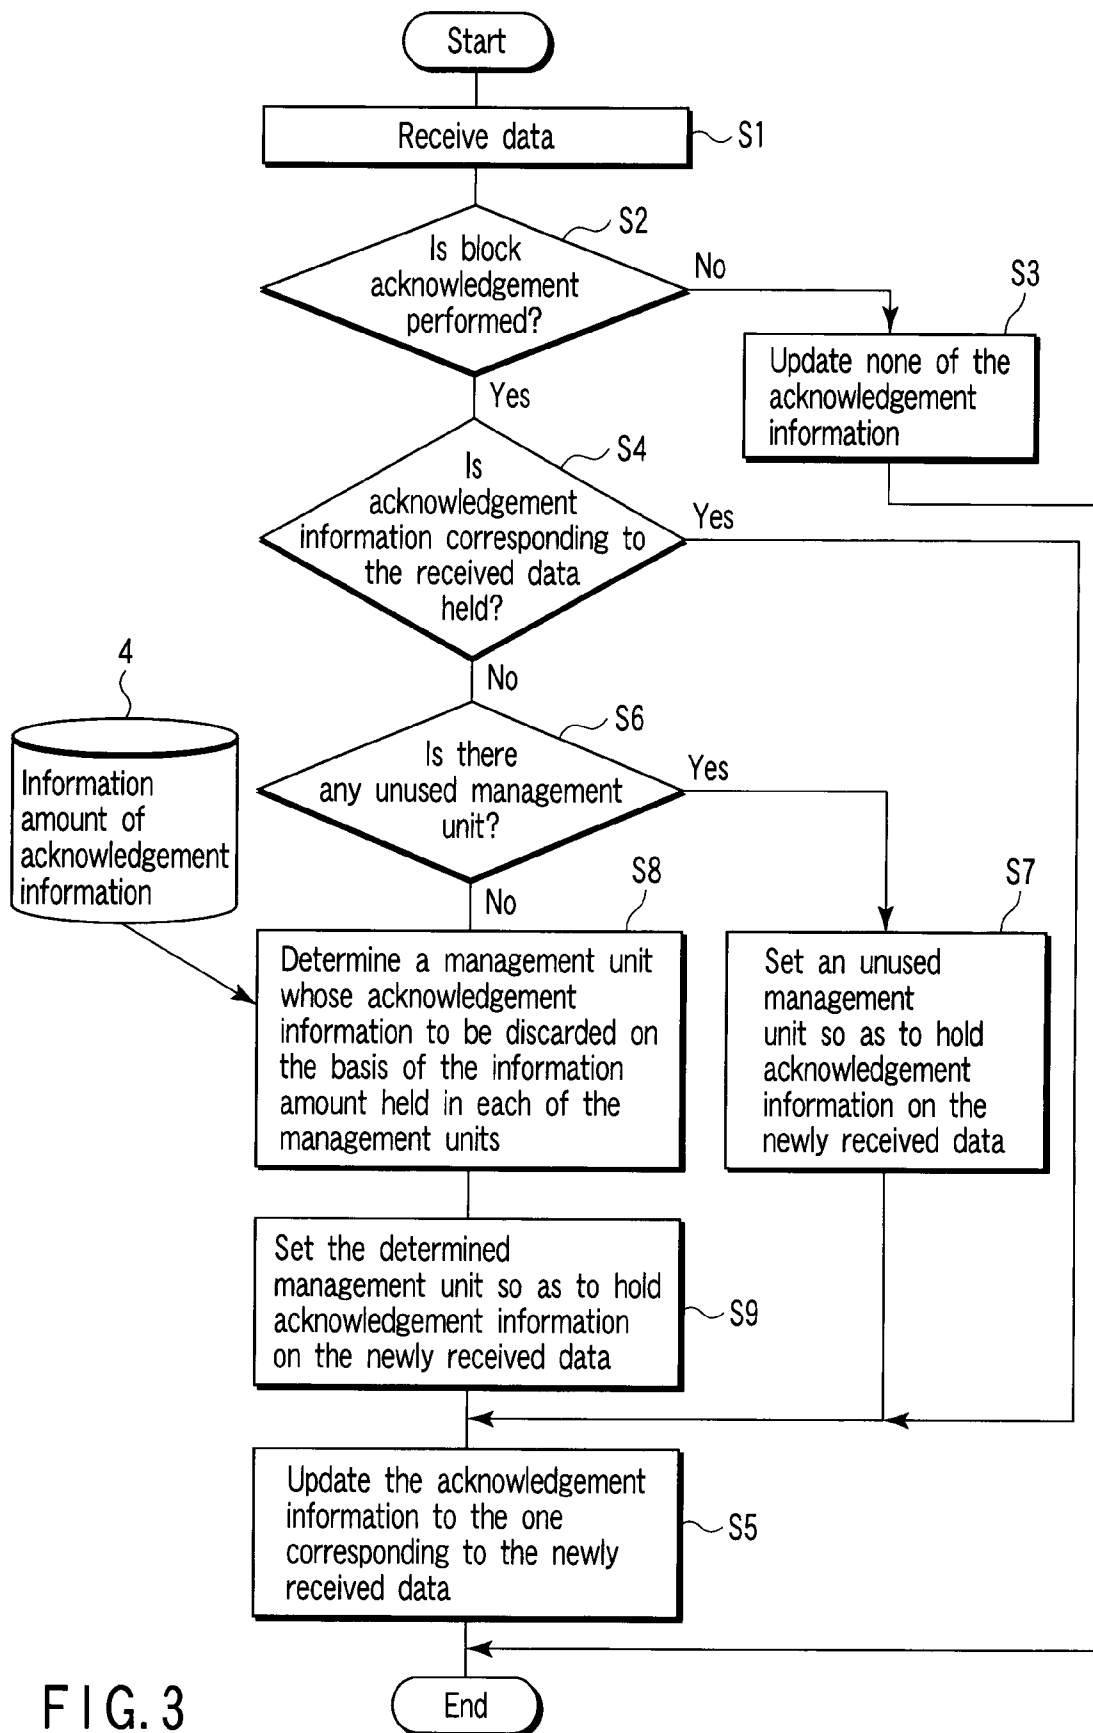 Start
Receive data
S1
Is block
acknowledgement
performed?
S2
No
Yes
S3
Update none of the
acknowledgement
information
Is
acknowledgement
information corresponding to
the received data
held?
S4
Yes
No
4
Information
amount of
acknowledgement
information
Is there
any unused management
unit?
S6
Yes
No
S8
Determine a management unit
whose acknowledgement
information to be discarded on
the basis of the information
amount held in each of the
management units
S7
Set an unused
management
unit so as to hold
acknowledgement
information on the
newly received data
Set the determined
management unit so as to hold
acknowledgement information
on the newly received data
S9
Update the acknowledgement
information to the one
corresponding to the newly
received data
S5
End
FIG. 3